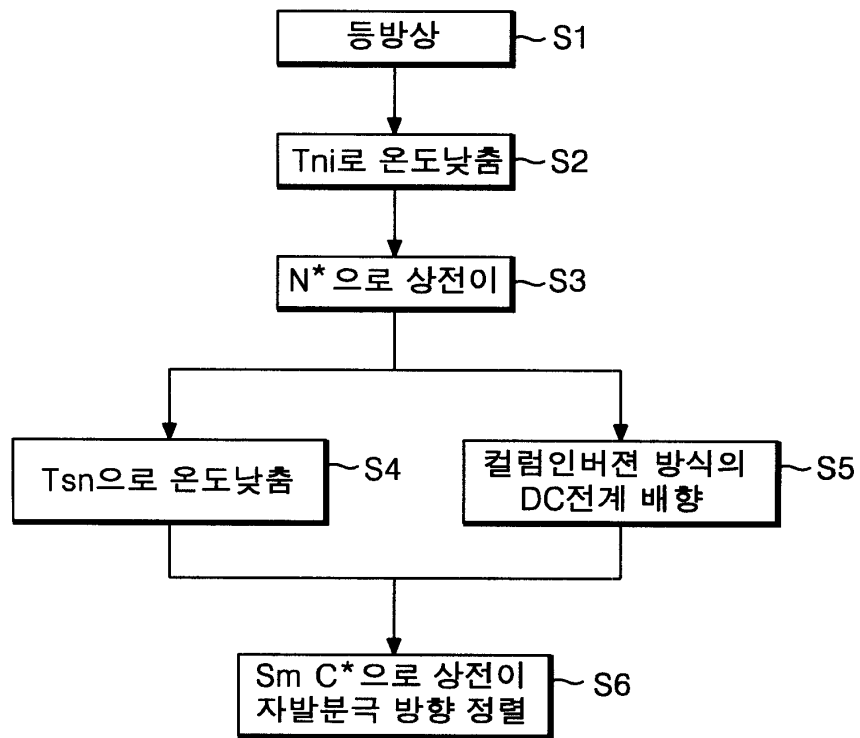 등방상
S1
Tni로 온도낮춤
S2
N* 으로 상전이
S3
Tsn으로 온도낮춤
S4
컬럼인버젼 방식의
DC전계 배향
S5
Sm C*으로 상전이
자발분극 방향 정렬
S6